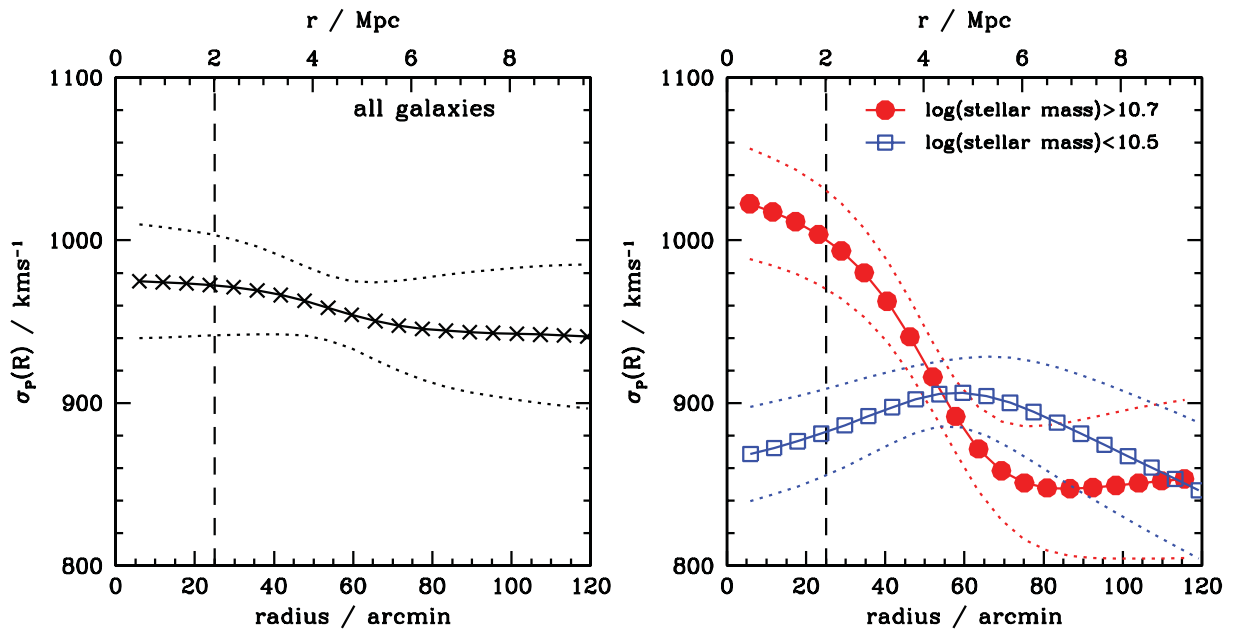 r / Mpc
0 2 4 6 8
1100
1000
900
800
σP(R) / kms⁻¹
all galaxies
0 20 40 60 80 100 120
radius / arcmin
r / Mpc
0 2 4 6 8
1100
1000
900
800
σP(R) / kms⁻¹
log(stellar mass)>10.7
log(stellar mass)<10.5
0 20 40 60 80 100 120
radius / arcmin